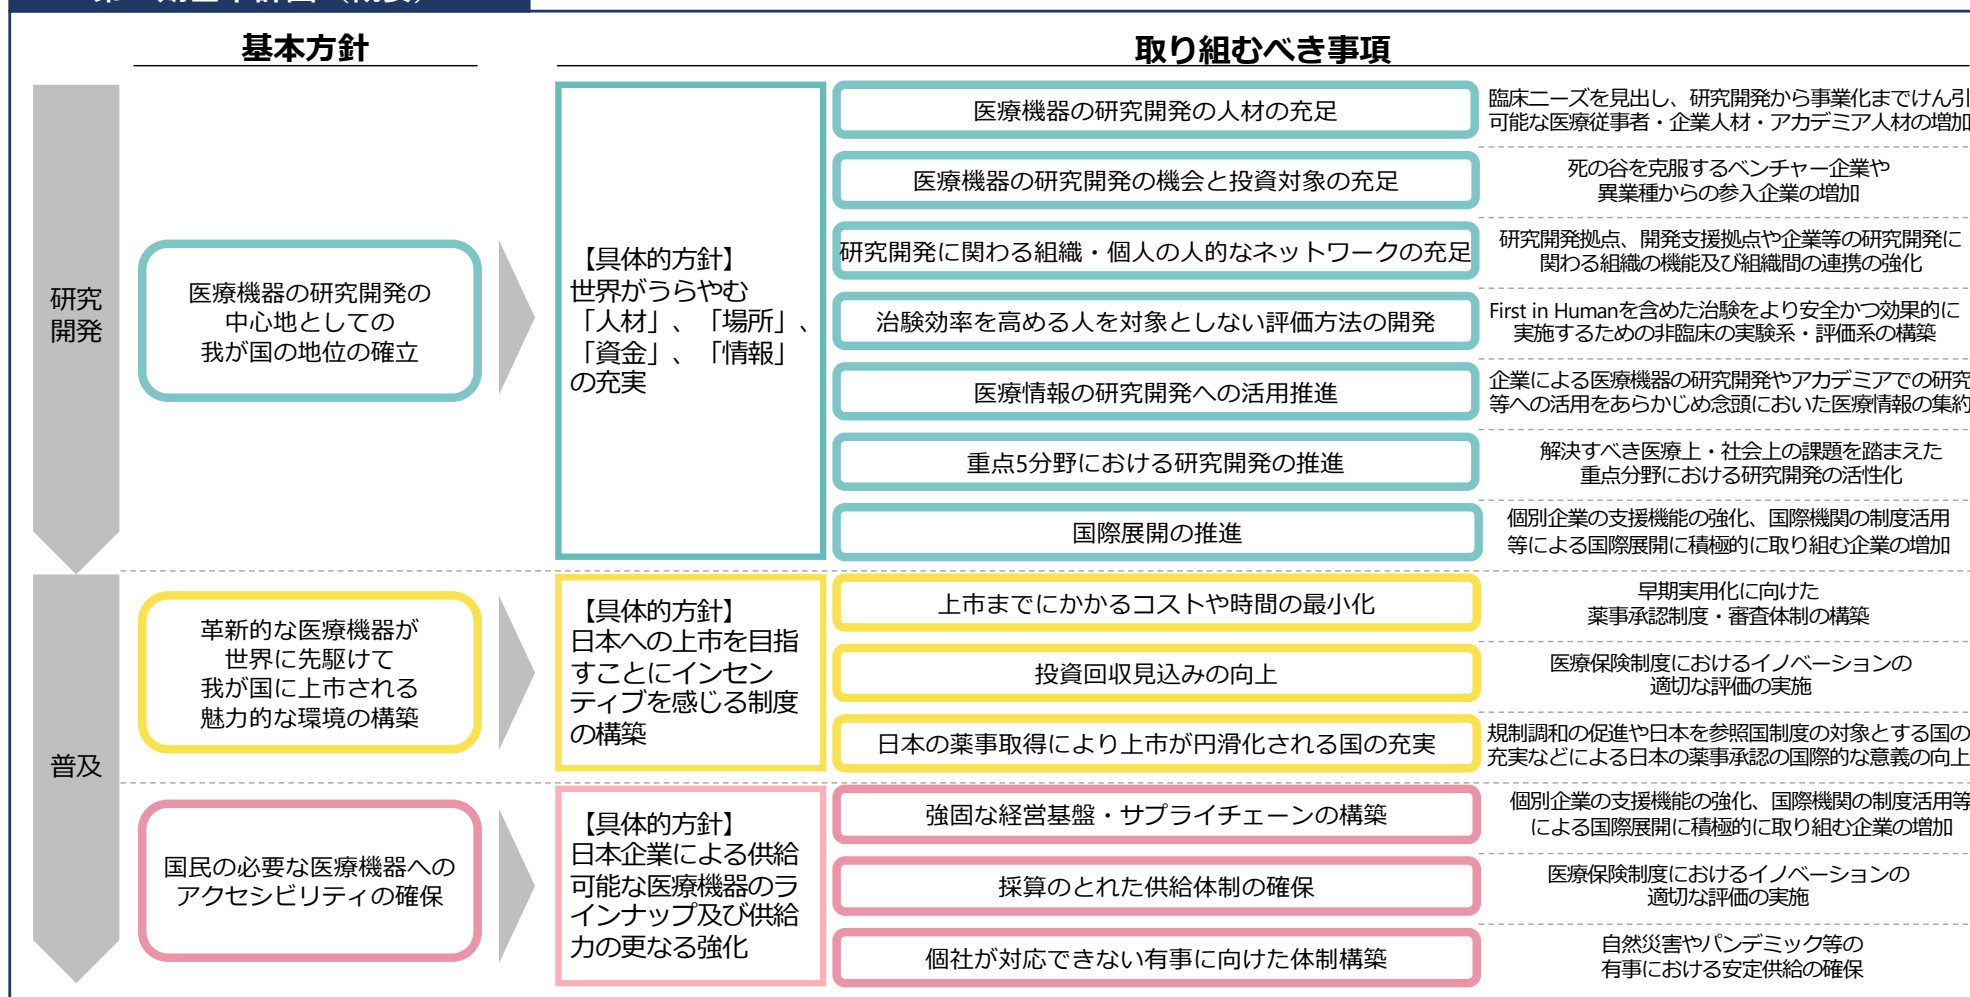 基本方針
取り組むべき事項
研究
開発
医療機器の研究開発の
中心地としての
我が国の地位の確立
【具体的方針】
世界がうらやむ
「人材」、「場所」、
「資金」、「情報」
の充実
医療機器の研究開発の人材の充足
臨床ニーズを見出し、研究開発から事業化までけん引
可能な医療従事者・企業人材・アカデミア人材の増加
医療機器の研究開発の機会と投資対象の充足
死の谷を克服するベンチャー企業や
異業種からの参入企業の増加
研究開発に関わる組織・個人の人的なネットワークの充足
研究開発拠点、開発支援拠点や企業等の研究開発に
関わる組織の機能及び組織間の連携の強化
治験効率を高める人を対象としない評価方法の開発
First in Humanを含めた治験をより安全かつ効果的に
実施するための非臨床の実験系・評価系の構築
医療情報の研究開発への活用推進
企業による医療機器の研究開発やアカデミアでの研究
等への活用をあらかじめ念頭においた医療情報の集約
重点5分野における研究開発の推進
解決すべき医療上・社会上の課題を踏まえた
重点分野における研究開発の活性化
国際展開の推進
個別企業の支援機能の強化、国際機関の制度活用
等による国際展開に積極的に取り組む企業の増加
普及
革新的な医療機器が
世界に先駆けて
我が国に上市される
魅力的な環境の構築
【具体的方針】
日本への上市を目指
すことにインセン
ティブを感じる制度
の構築
上市までにかかるコストや時間の最小化
早期実用化に向けた
薬事承認制度・審査体制の構築
投資回収見込みの向上
医療保険制度におけるイノベーションの
適切な評価の実施
日本の薬事取得により上市が円滑化される国の充実
規制調和の促進や日本を参照国制度の対象とする国の
充実などによる日本の薬事承認の国際的な意義の向上
国民の必要な医療機器への
アクセシビリティの確保
【具体的方針】
日本企業による供給
可能な医療機器のラ
インナップ及び供給
力の更なる強化
強固な経営基盤・サプライチェーンの構築
個別企業の支援機能の強化、国際機関の制度活用等
による国際展開に積極的に取り組む企業の増加
採算のとれた供給体制の確保
医療保険制度におけるイノベーションの
適切な評価の実施
個社が対応できない有事に向けた体制構築
自然災害やパンデミック等の
有事における安定供給の確保